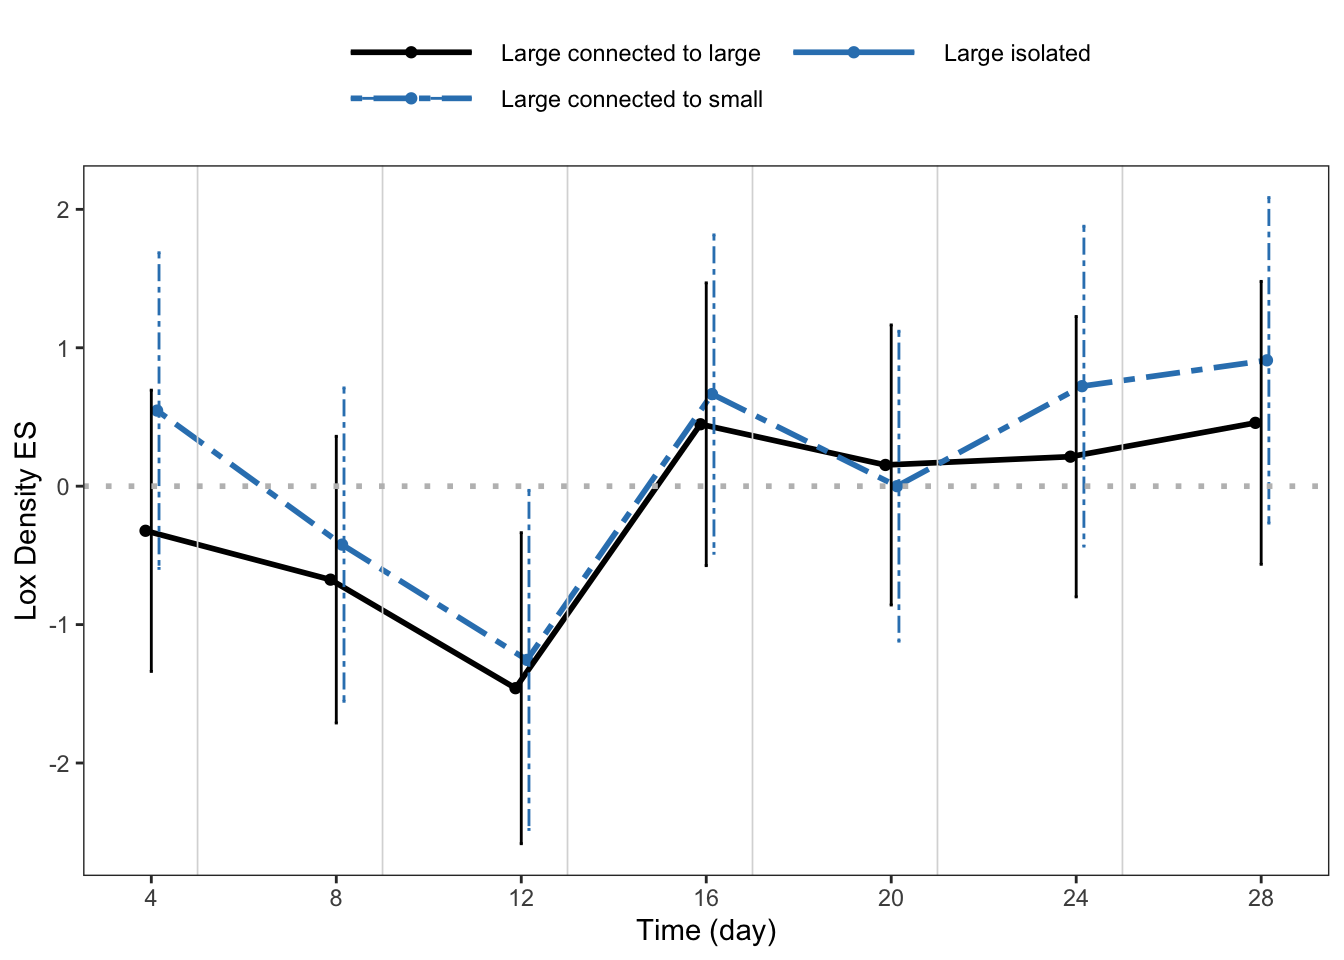 Large connected to large
Large isolated
Large connected to small
Lox Density ES
2
1
0
-1
-2
4
8
12
16
20
24
28
Time (day)